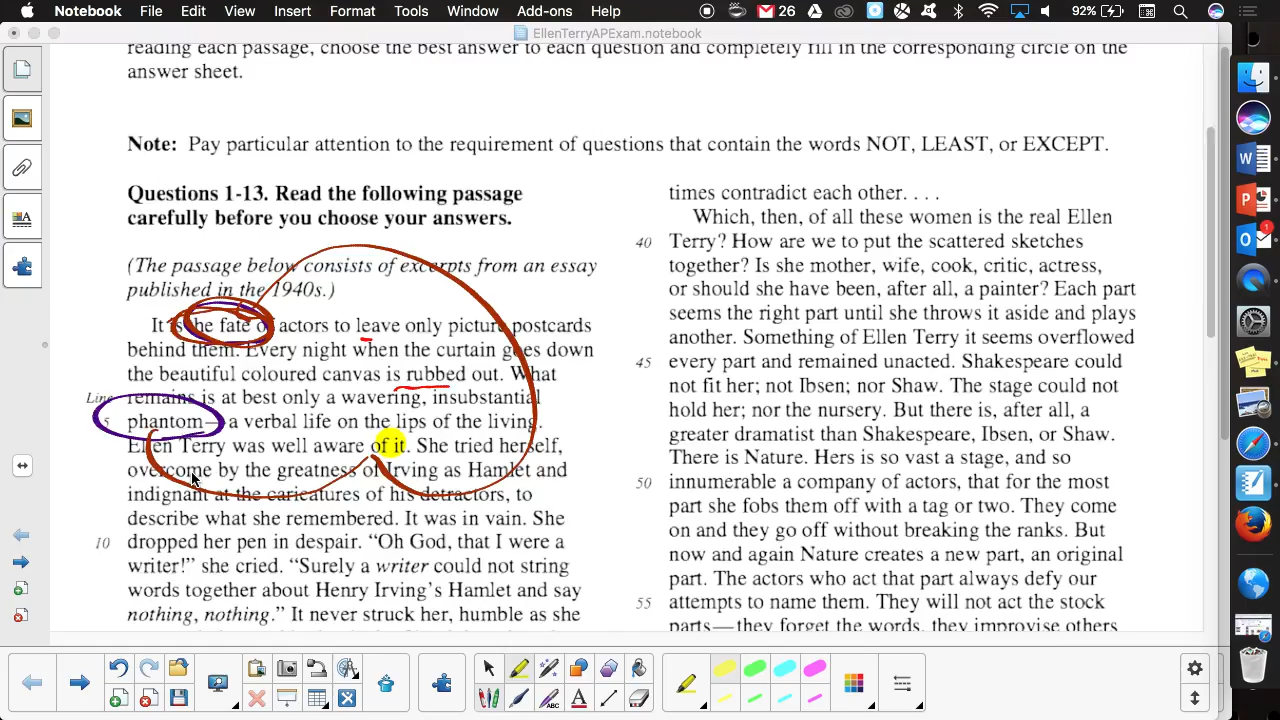 File Edit View Insert Format Tools Window Add-ons Help
26
92%
EllenTerryAPExam.notebook
reading each passage, choose the best answer to each question and completely fill in the corresponding circle on the
answer sheet.
Note: Pay particular attention to the requirement of questions that contain the words NOT, LEAST, or EXCEPT.
Questions 1-13. Read the following passage
carefully before you choose your answers.
(The passage below consists of excerpts from an essay
published in the 1940s.)
It is the fate of actors to leave only picture postcards
behind them. Every night when the curtain goes down
the beautiful coloured canvas is rubbed out. What
Line remains is at best only a wavering, insubstantial
5 phantom—a verbal life on the lips of the living.
Ellen Terry was well aware of it. She tried herself,
overcome by the greatness of Irving as Hamlet and
indignant at the caricatures of his detractors, to
describe what she remembered. It was in vain. She
10 dropped her pen in despair. “Oh God, that I were a
writer!” she cried. “Surely a writer could not string
words together about Henry Irving’s Hamlet and say
nothing, nothing.” It never struck her, humble as she
times contradict each other. . . .
Which, then, of all these women is the real Ellen
40 Terry? How are we to put the scattered sketches
together? Is she mother, wife, cook, critic, actress,
or should she have been, after all, a painter? Each part
seems the right part until she throws it aside and plays
another. Something of Ellen Terry it seems overflowed
45 every part and remained unacted. Shakespeare could
not fit her; not Ibsen; nor Shaw. The stage could not
hold her; nor the nursery. But there is, after all, a
greater dramatist than Shakespeare, Ibsen, or Shaw.
There is Nature. Hers is so vast a stage, and so
50 innumerable a company of actors, that for the most
part she fobs them off with a tag or two. They come
on and they go off without breaking the ranks. But
now and again Nature creates a new part, an original
part. The actors who act that part always defy our
55 attempts to name them. They will not act the stock
parts—they forget the words, they improvise others